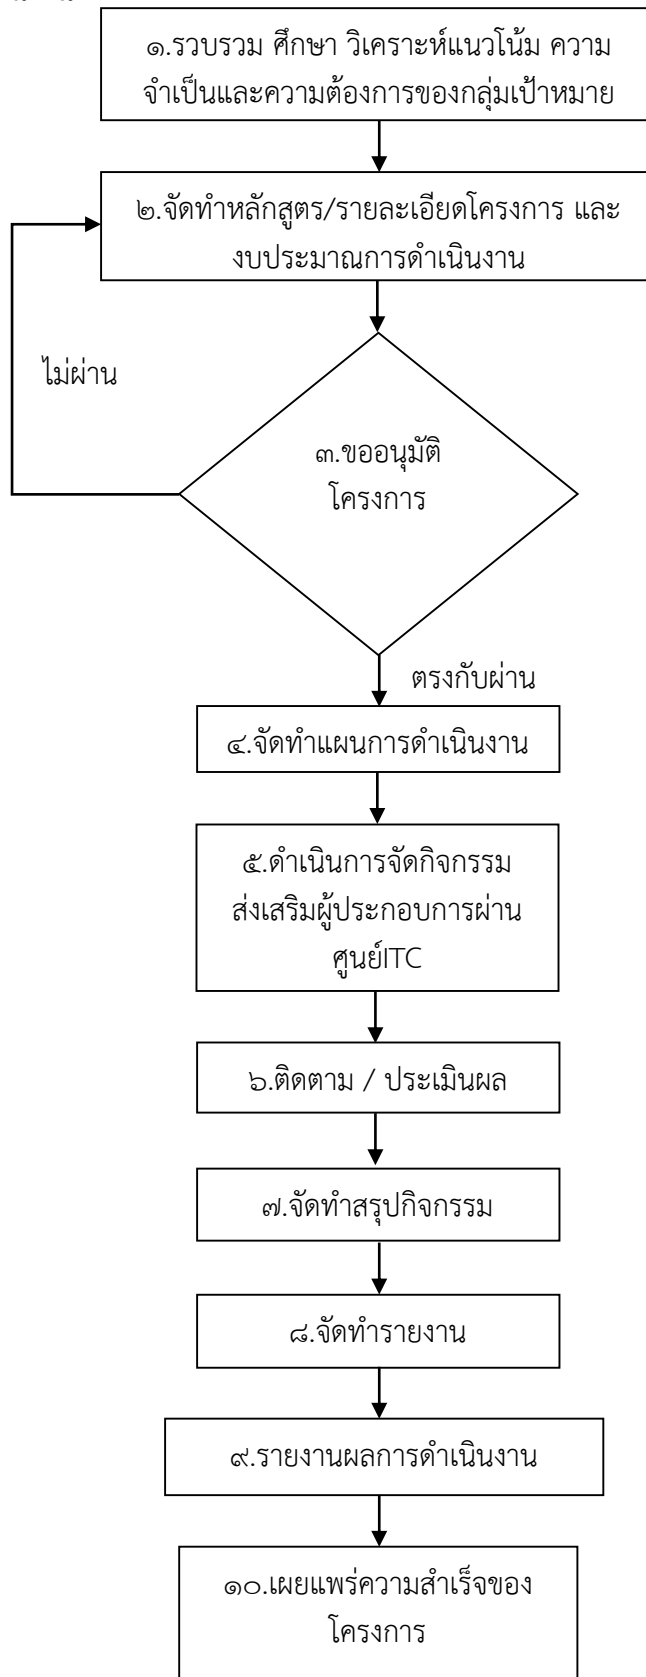 ๑.รวบรวม ศึกษา วิเคราะห์แนวโน้ม ความ
จำเป็นและความต้องการของกลุ่มเป้าหมาย
๒.จัดทำหลักสูตร/รายละเอียดโครงการ และ
งบประมาณการดำเนินงาน
ไม่ผ่าน
๓.ขออนุมัติ
โครงการ
ตรงกับผ่าน
๔.จัดทำแผนการดำเนินงาน
๕.ดำเนินการจัดกิจกรรม
ส่งเสริมผู้ประกอบการผ่าน
ศูนย์ITC
๖.ติดตาม / ประเมินผล
๗.จัดทำสรุปกิจกรรม
๘.จัดทำรายงาน
๙.รายงานผลการดำเนินงาน
๑๐.เผยแพร่ความสำเร็จของ
โครงการ